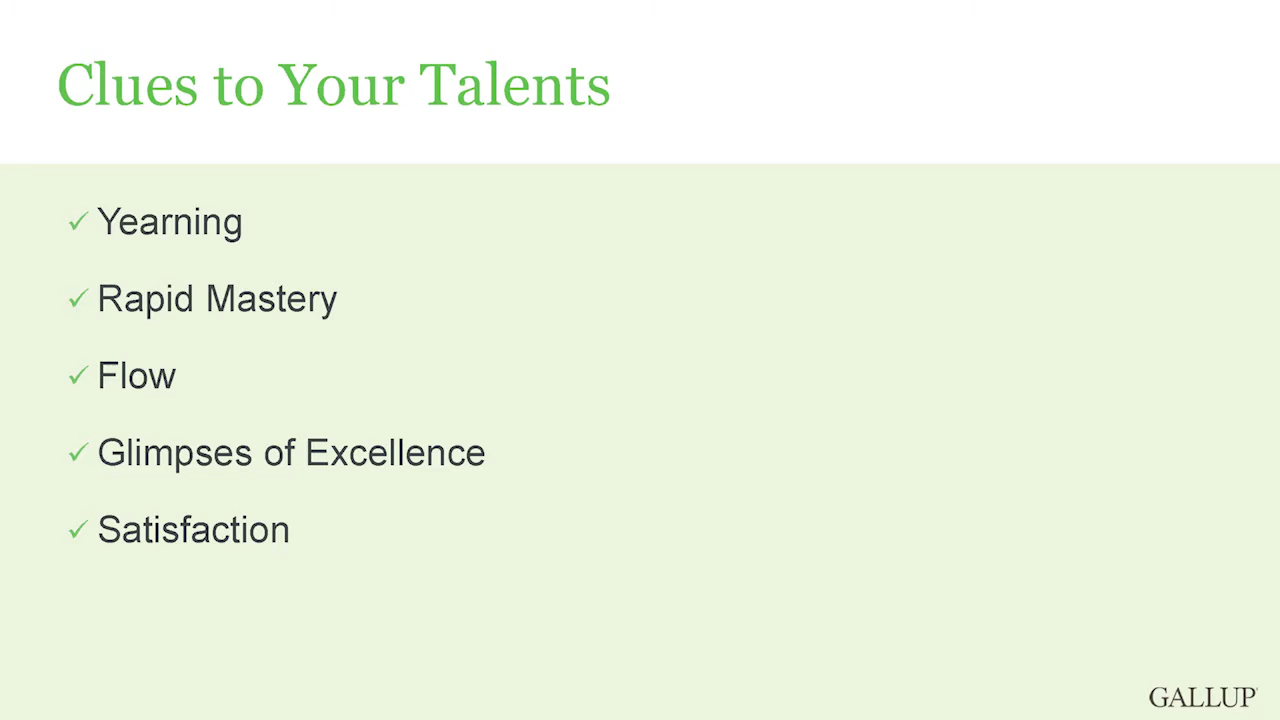 Clues to Your Talents
✓ Yearning
✓ Rapid Mastery
✓ Flow
✓ Glimpses of Excellence
✓ Satisfaction
GALLUP